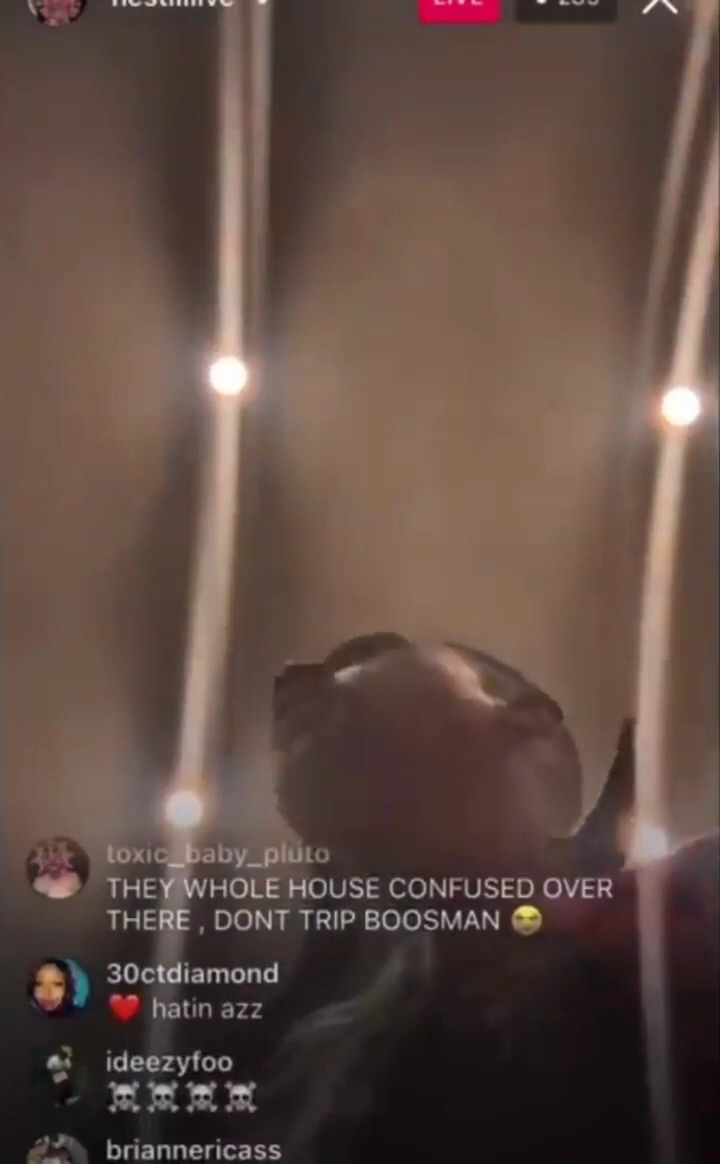 LIVE
toxic_baby_pluto
THEY WHOLE HOUSE CONFUSED OVER
THERE , DONT TRIP BOOSMAN 😭
30ctdiamond
❤️ hatin azz
ideezyfoo
☠️☠️☠️☠️
briannericass